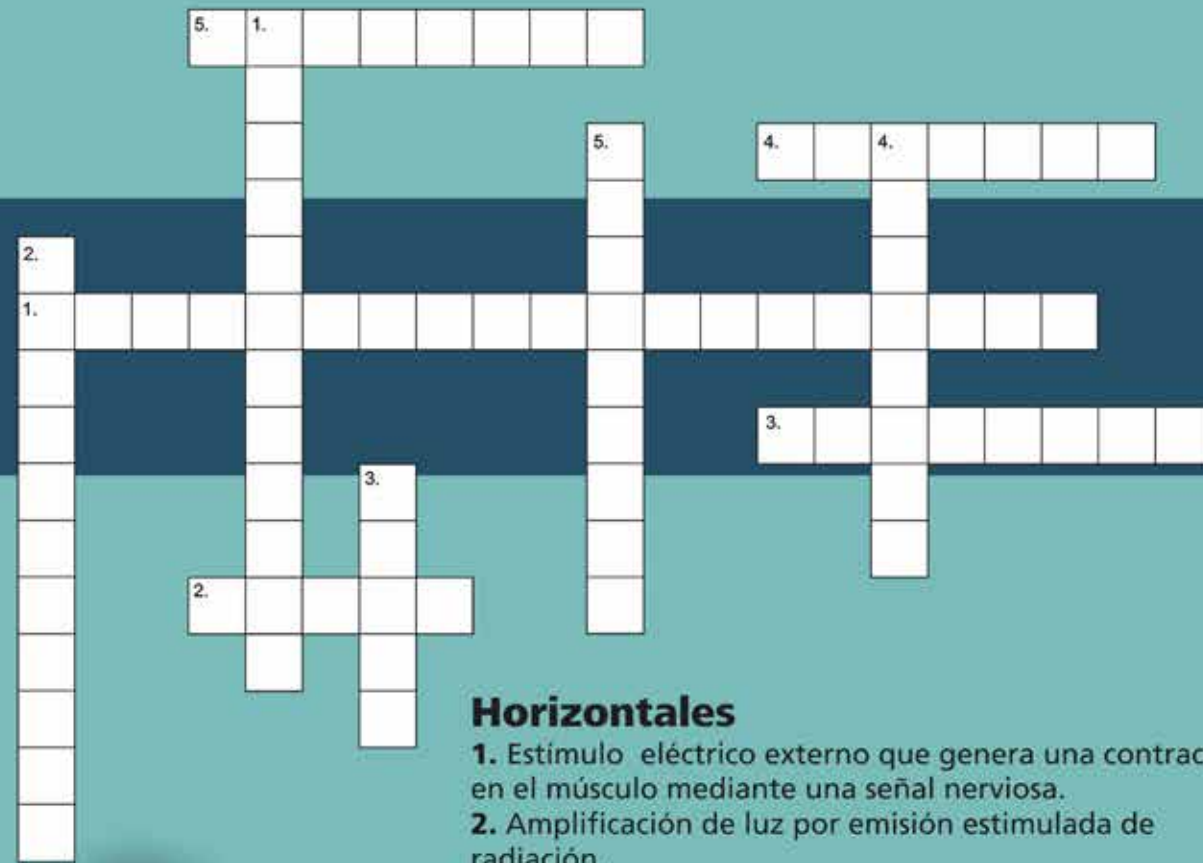 5. 1.
5. 4. 4.
2.
1.
3.
3.
2.
Horizontales
1. Estímulo eléctrico externo que genera una
en el músculo mediante una señal nerviosa.
2. Amplificación de luz por emisión estimulada de
radiación